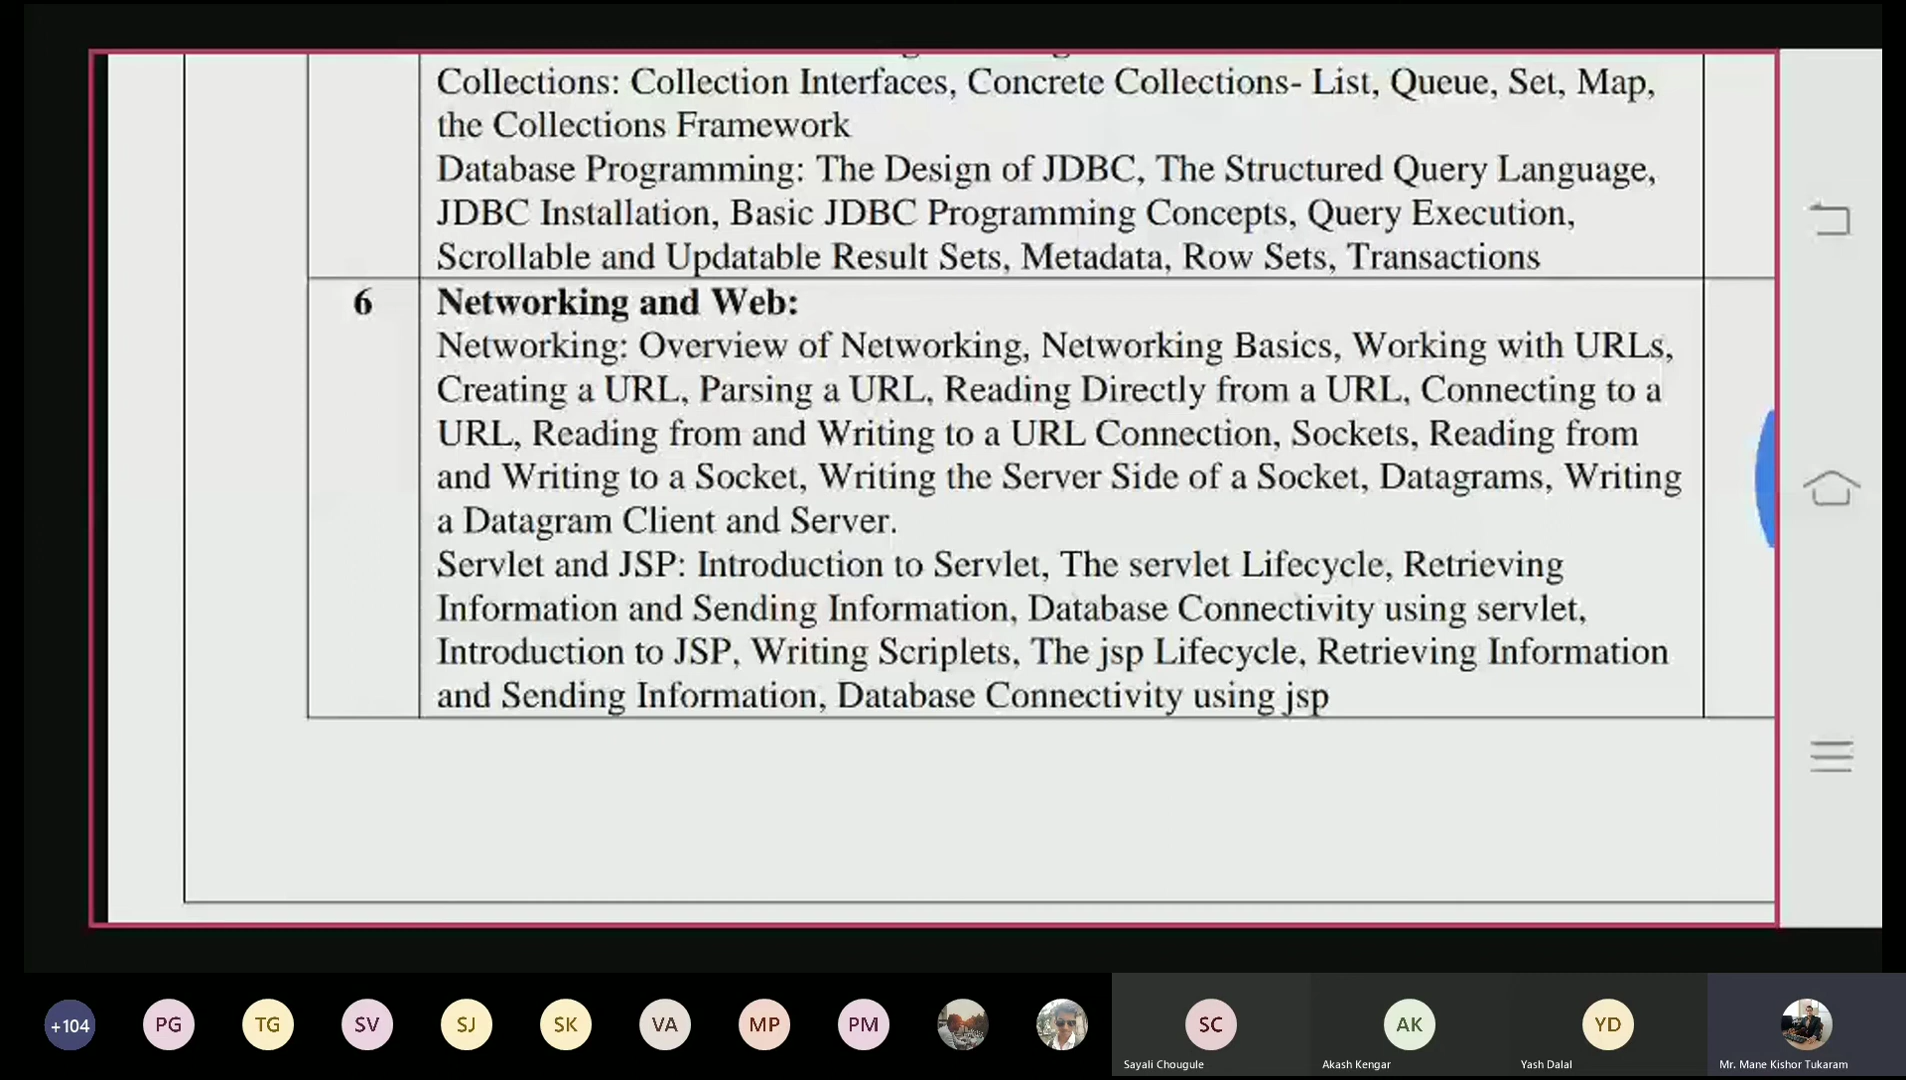 Collections: Collection Interfaces, Concrete Collections- List, Queue, Set, Map,
the Collections Framework
Database Programming: The Design of JDBC, The Structured Query Language,
JDBC Installation, Basic JDBC Programming Concepts, Query Execution,
Scrollable and Updatable Result Sets, Metadata, Row Sets, Transactions
6 Networking and Web:
Networking: Overview of Networking, Networking Basics, Working with URLs,
Creating a URL, Parsing a URL, Reading Directly from a URL, Connecting to a
URL, Reading from and Writing to a URL Connection, Sockets, Reading from
and Writing to a Socket, Writing the Server Side of a Socket, Datagrams, Writing
a Datagram Client and Server.
Servlet and JSP: Introduction to Servlet, The servlet Lifecycle, Retrieving
Information and Sending Information, Database Connectivity using servlet,
Introduction to JSP, Writing Scriplets, The jsp Lifecycle, Retrieving Information
and Sending Information, Database Connectivity using jsp
+104 PG TG SV SJ SK VA MP PM SC AK YD
Sayali Chougule Akash Kengar Yash Dalal Mr. Mane Kishor Tukaram